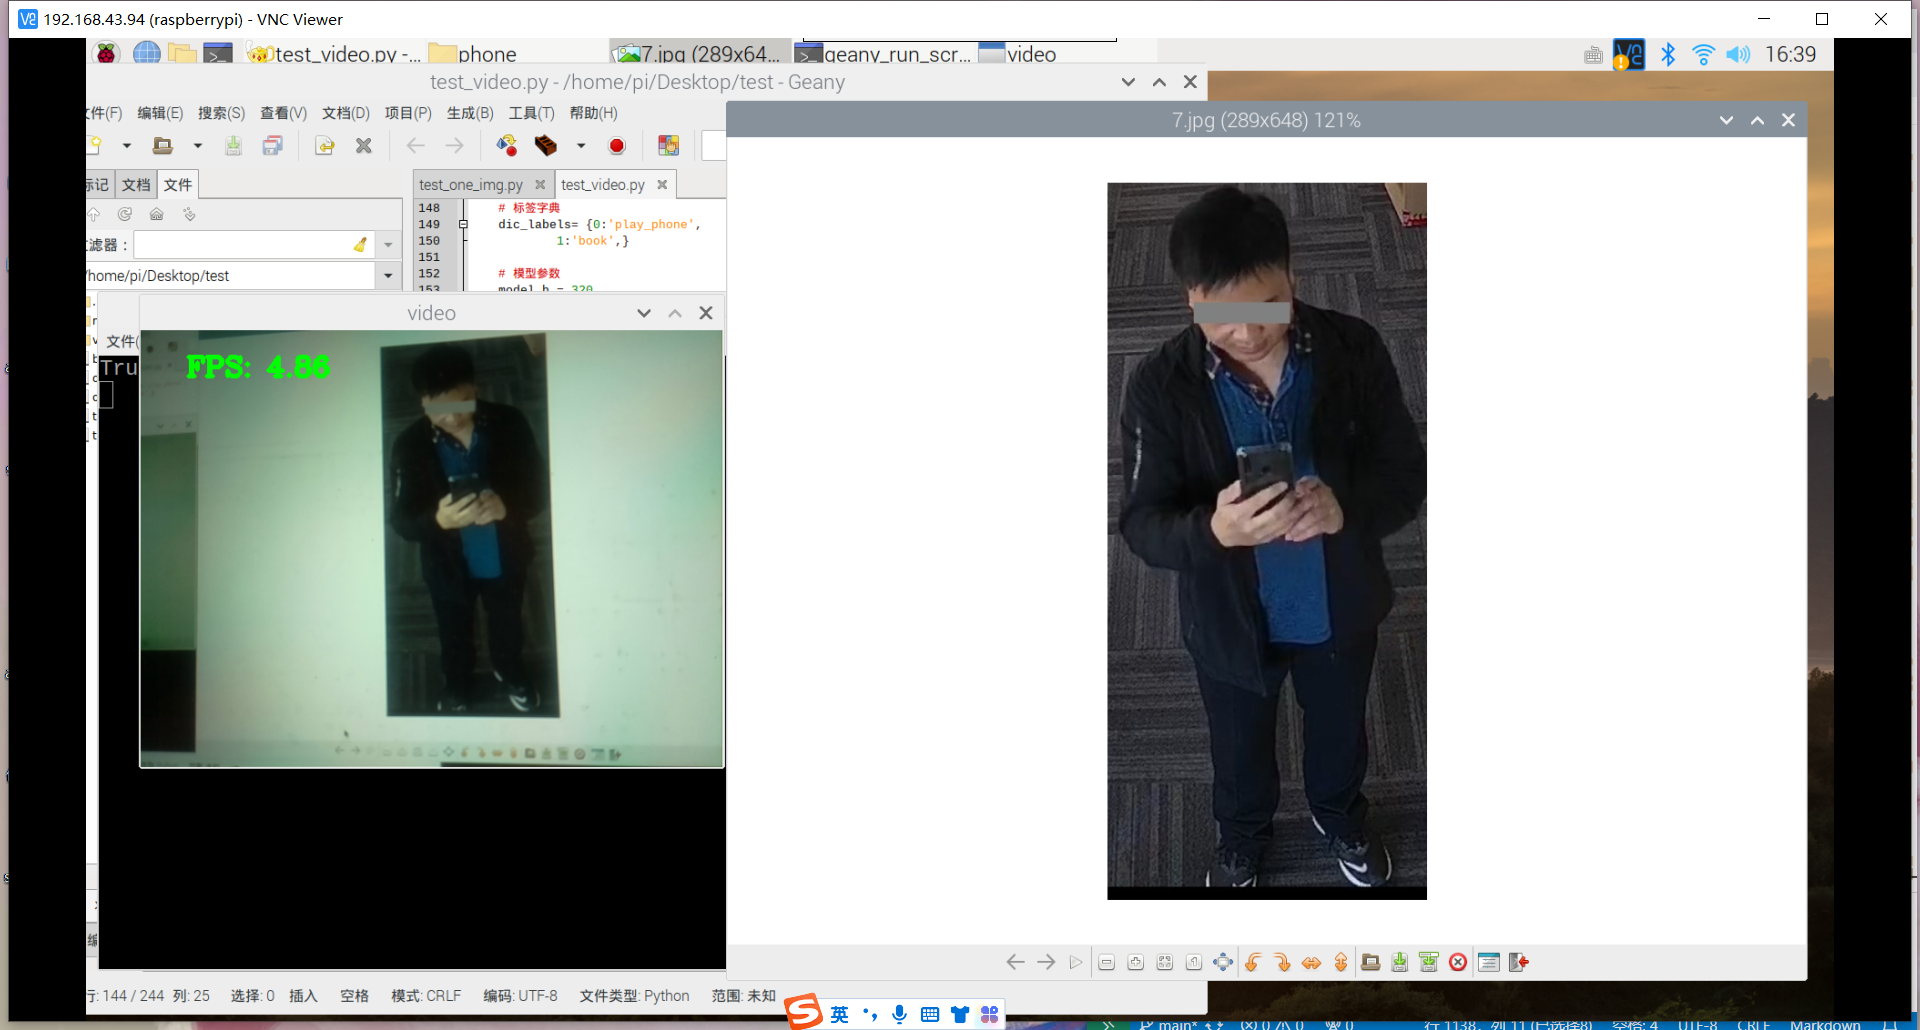 192.168.43.94 (raspberrypi) - VNC Viewer
test_video.py -...
phone
7.jpg (289x64...
geany_run_scr...
video
16:39
test_video.py - /home/pi/Desktop/test - Geany
文件(F) 编辑(E) 搜索(S) 查看(V) 文档(D) 项目(P) 生成(B) 工具(T) 帮助(H)
7.jpg (289x648) 121%
标记 文档 文件
test_one_img.py test_video.py
148 # 标签字典
149 dic_labels= {0:'play_phone',
150 1:'book',}
151
152 # 模型参数
153 model_h = 320
过滤器：
/home/pi/Desktop/test
video
文件(
Tru
FPS: 4.86
行: 144 / 244 列: 25 选择: 0 插入 空格 模式: CRLF 编码: UTF-8 文件类型: Python 范围: 未知
英
main*
行 1138，列 11 (已选择8) 空格: 4 UTF-8 CRLF Markdown